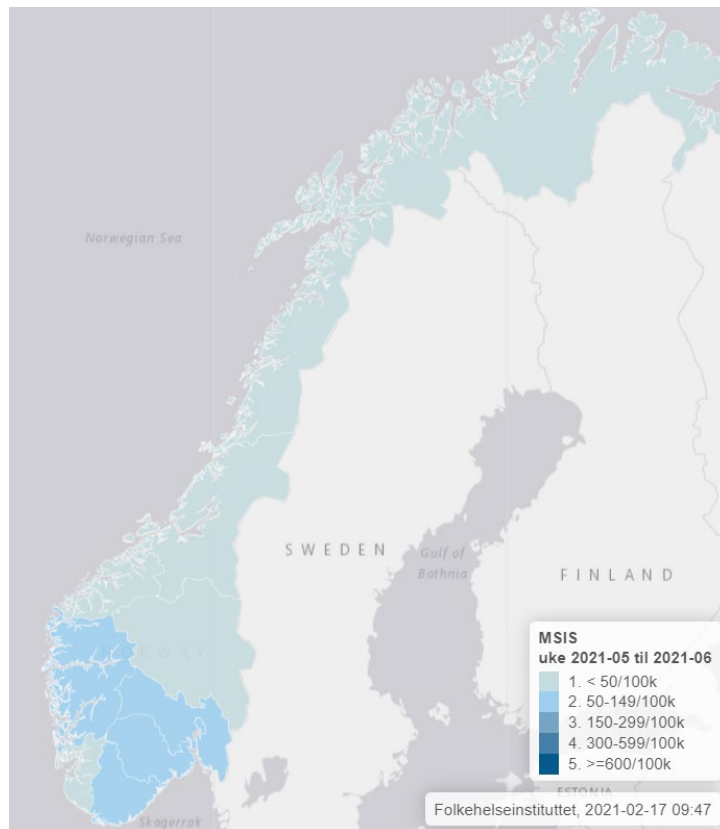 Norwegian Sea
SWEDEN
Gulf of
Bothnia
FINLAND
NORWAY
MSIS
uke 2021-05 til 2021-06
1. < 50/100k
2. 50-149/100k
3. 150-299/100k
4. 300-599/100k
5. >=600/100k
ESTONIA
Folkehelseinstituttet, 2021-02-17 09:47
Skagerrak